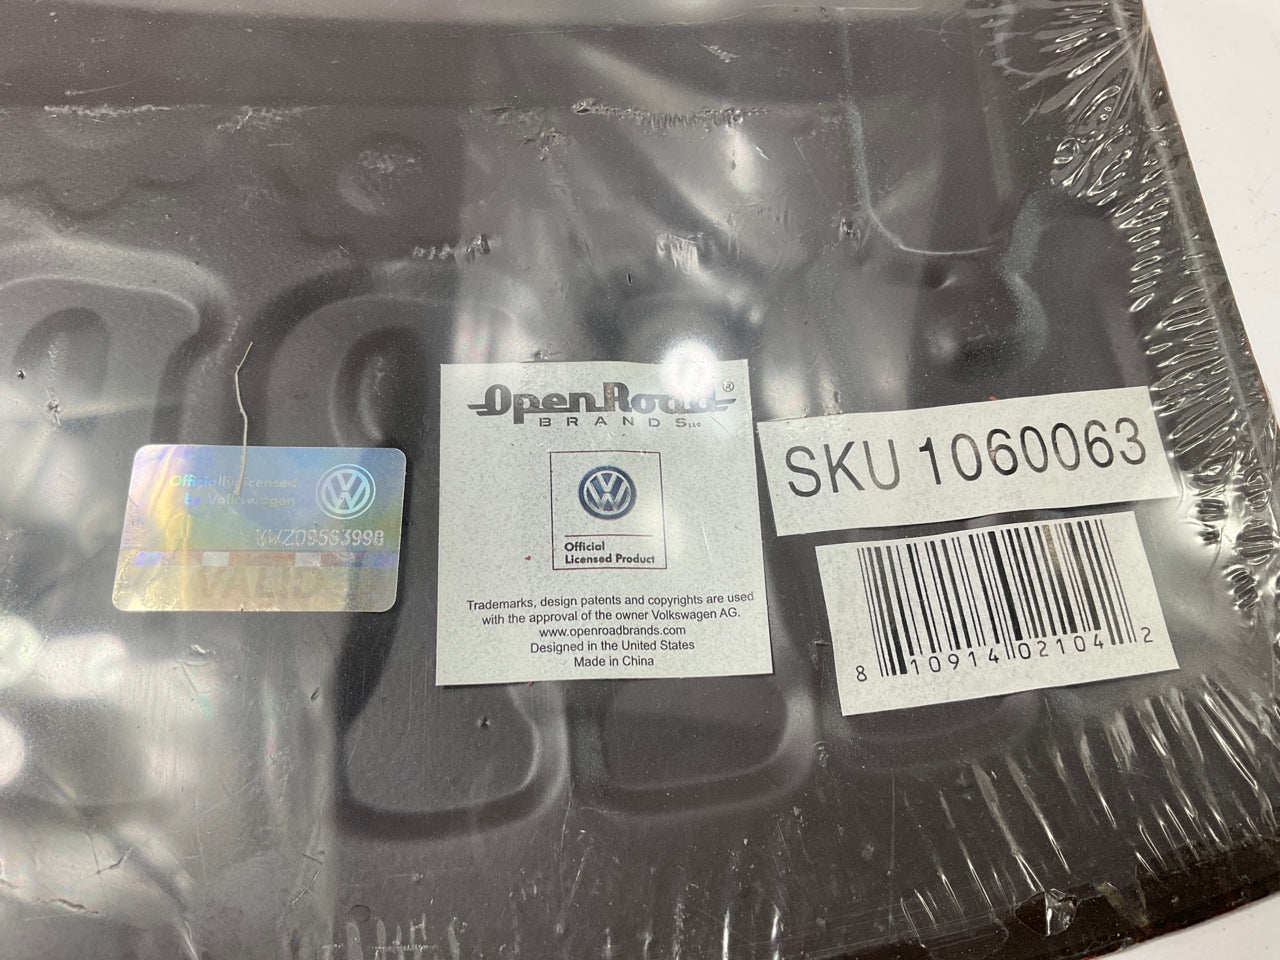 Officially licensed
by Volkswagen
VWZ09563998
VALID
OpenRoad®
BRANDS LLC
Official
Licensed Product
Trademarks, design patents and copyrights are used
with the approval of the owner Volkswagen AG.
www.openroadbrands.com
Designed in the United States
Made in China
SKU 1060063
8 10914 02104 2